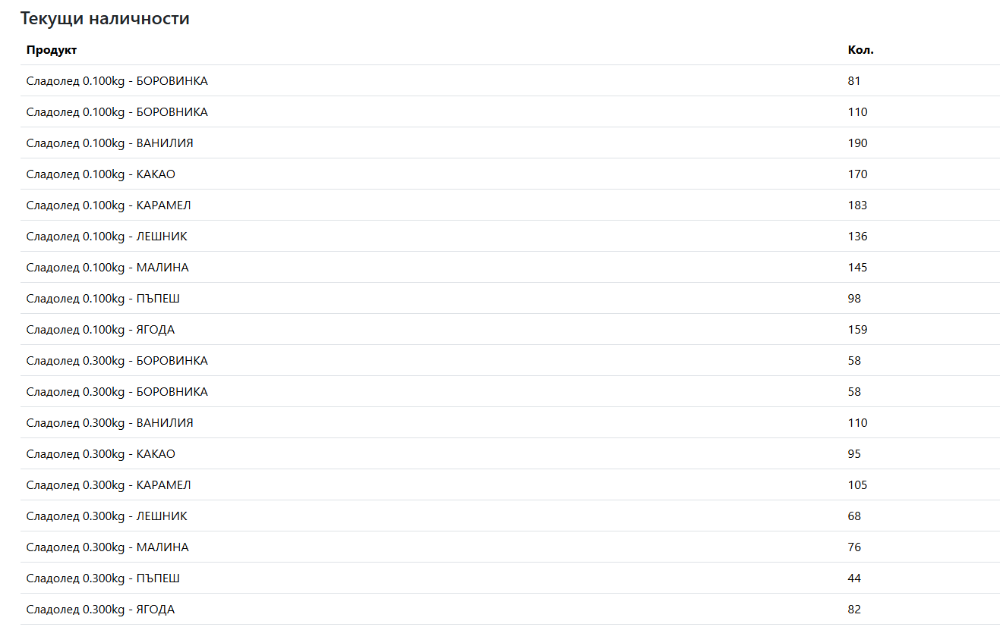 Текущи наличности
Продукт Кол.
Сладолед 0.100kg - БОРОВИНКА 81
Сладолед 0.100kg - БОРОВНИКА 110
Сладолед 0.100kg - ВАНИЛИЯ 190
Сладолед 0.100kg - КАКАО 170
Сладолед 0.100kg - КАРАМЕЛ 183
Сладолед 0.100kg - ЛЕШНИК 136
Сладолед 0.100kg - МАЛИНА 145
Сладолед 0.100kg - ПЪПЕШ 98
Сладолед 0.100kg - ЯГОДА 159
Сладолед 0.300kg - БОРОВИНКА 58
Сладолед 0.300kg - БОРОВНИКА 58
Сладолед 0.300kg - ВАНИЛИЯ 110
Сладолед 0.300kg - КАКАО 95
Сладолед 0.300kg - КАРАМЕЛ 105
Сладолед 0.300kg - ЛЕШНИК 68
Сладолед 0.300kg - МАЛИНА 76
Сладолед 0.300kg - ПЪПЕШ 44
Сладолед 0.300kg - ЯГОДА 82